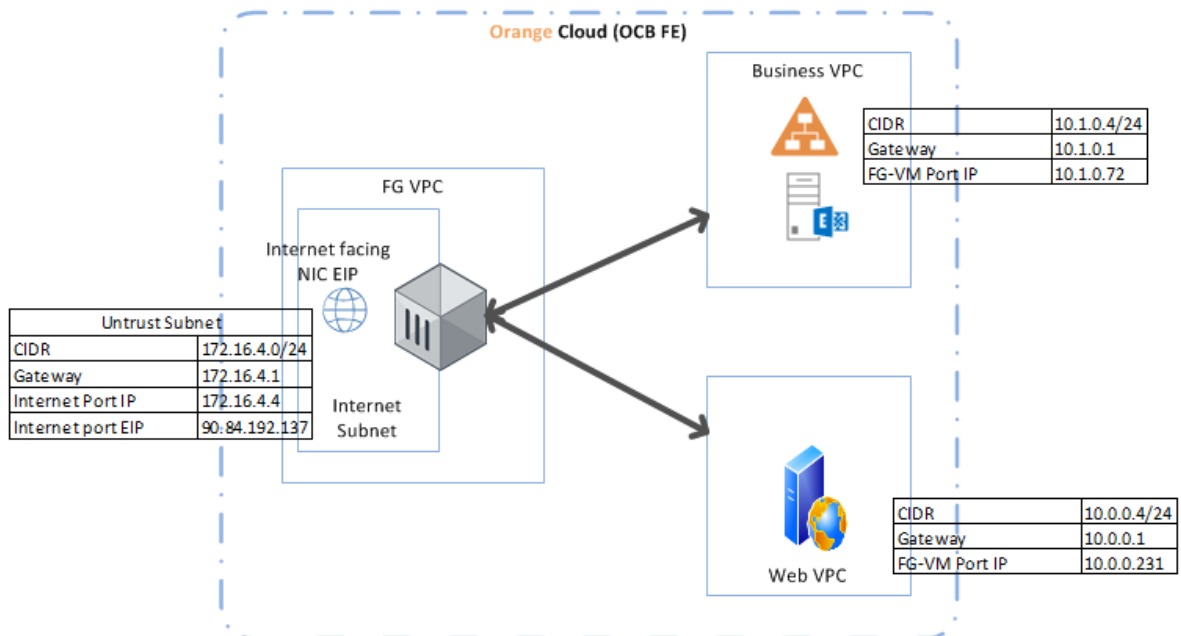 Orange Cloud (OCB FE)
Business VPC
CIDR 10.1.0.4/24
Gateway 10.1.0.1
FG-VM Port IP 10.1.0.72
E
FG VPC
Internet facing
NIC EIP
Untrust Subnet
CIDR 172.16.4.0/24
Gateway 172.16.4.1
Internet Port IP 172.16.4.4
Internet port EIP 90.84.192.137
Internet
Subnet
CIDR 10.0.0.4/24
Gateway 10.0.0.1
FG-VM Port IP 10.0.0.231
Web VPC